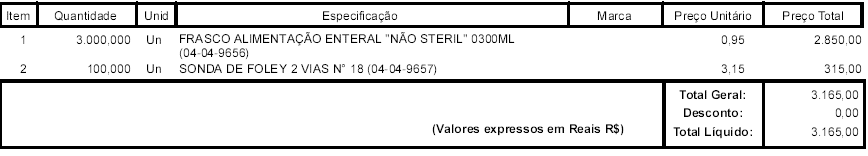 Item Quantidade Unid Especificação Marca Preço Unitário Preço Total
1 3.000,000 Un FRASCO ALIMENTAÇÃO ENTERAL "NÃO STERIL" 0300ML 0,95 2.850,00
(04-04-9656)
2 100,000 Un SONDA DE FOLEY 2 VIAS N° 18 (04-04-9657) 3,15 315,00
Total Geral: 3.165,00
Desconto: 0,00
(Valores expressos em Reais R$) Total Líquido: 3.165,00